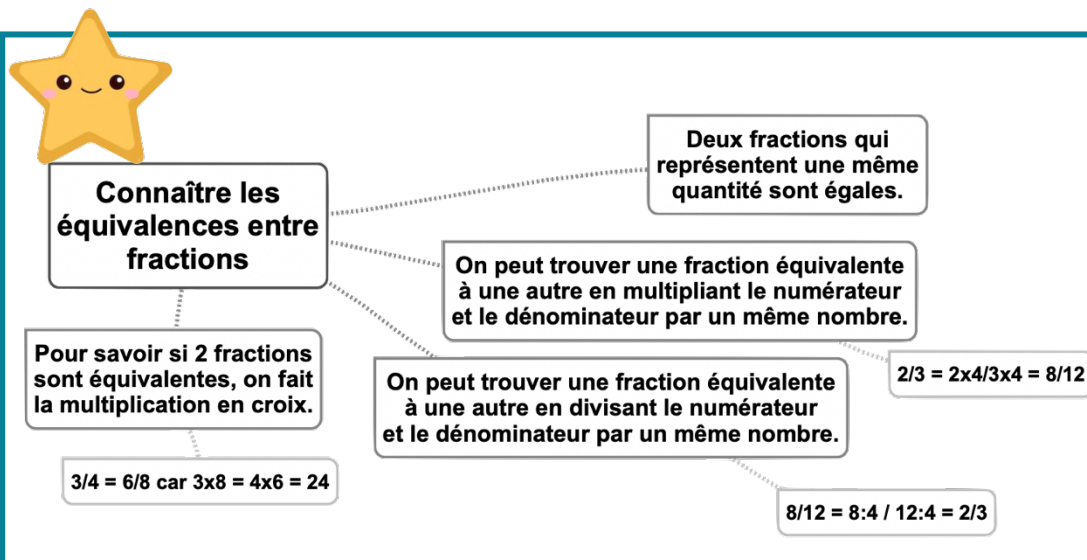 Connaître les
équivalences entre
fractions
Deux fractions qui
représentent une même
quantité sont égales.
On peut trouver une fraction équivalente
à une autre en multipliant le numérateur
et le dénominateur par un même nombre.
2/3 = 2x4/3x4 = 8/12
On peut trouver une fraction équivalente
à une autre en divisant le numérateur
et le dénominateur par un même nombre.
8/12 = 8:4 / 12:4 = 2/3
Pour savoir si 2 fractions
sont équivalentes, on fait
la multiplication en croix.
3/4 = 6/8 car 3x8 = 4x6 = 24